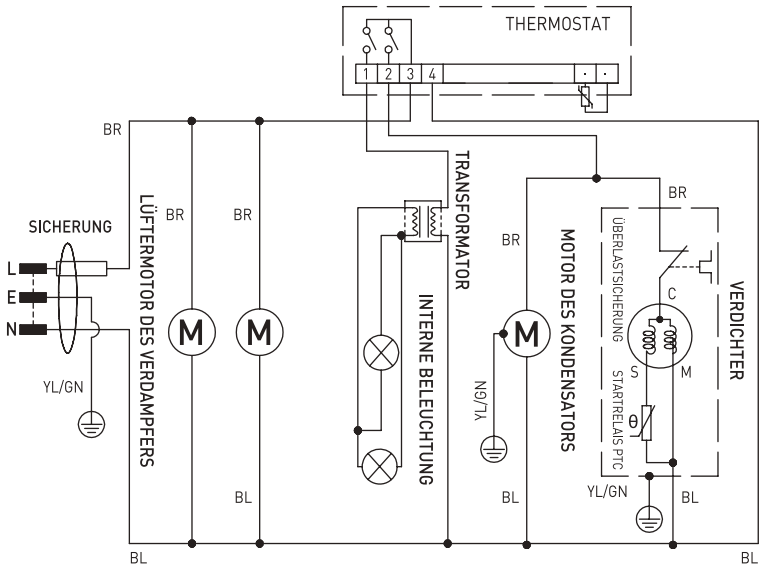 THERMOSTAT
1 2 3 4
BR
TRANSFORMATOR
SICHERUNG
L
E
N
YL/GN
LÜFTERMOTOR DES VERDAMPFERS
BR
BR
M
M
BL
BL
INTERNE BELEUCHTUNG
BR
M
YL/GN
BL
MOTOR DES KONDENSATORS
BR
ÜBERLASTSICHERUNG
C
S
M
STARTRELAIS PTC
θ
VERDICHTER
YL/GN
BL
BL